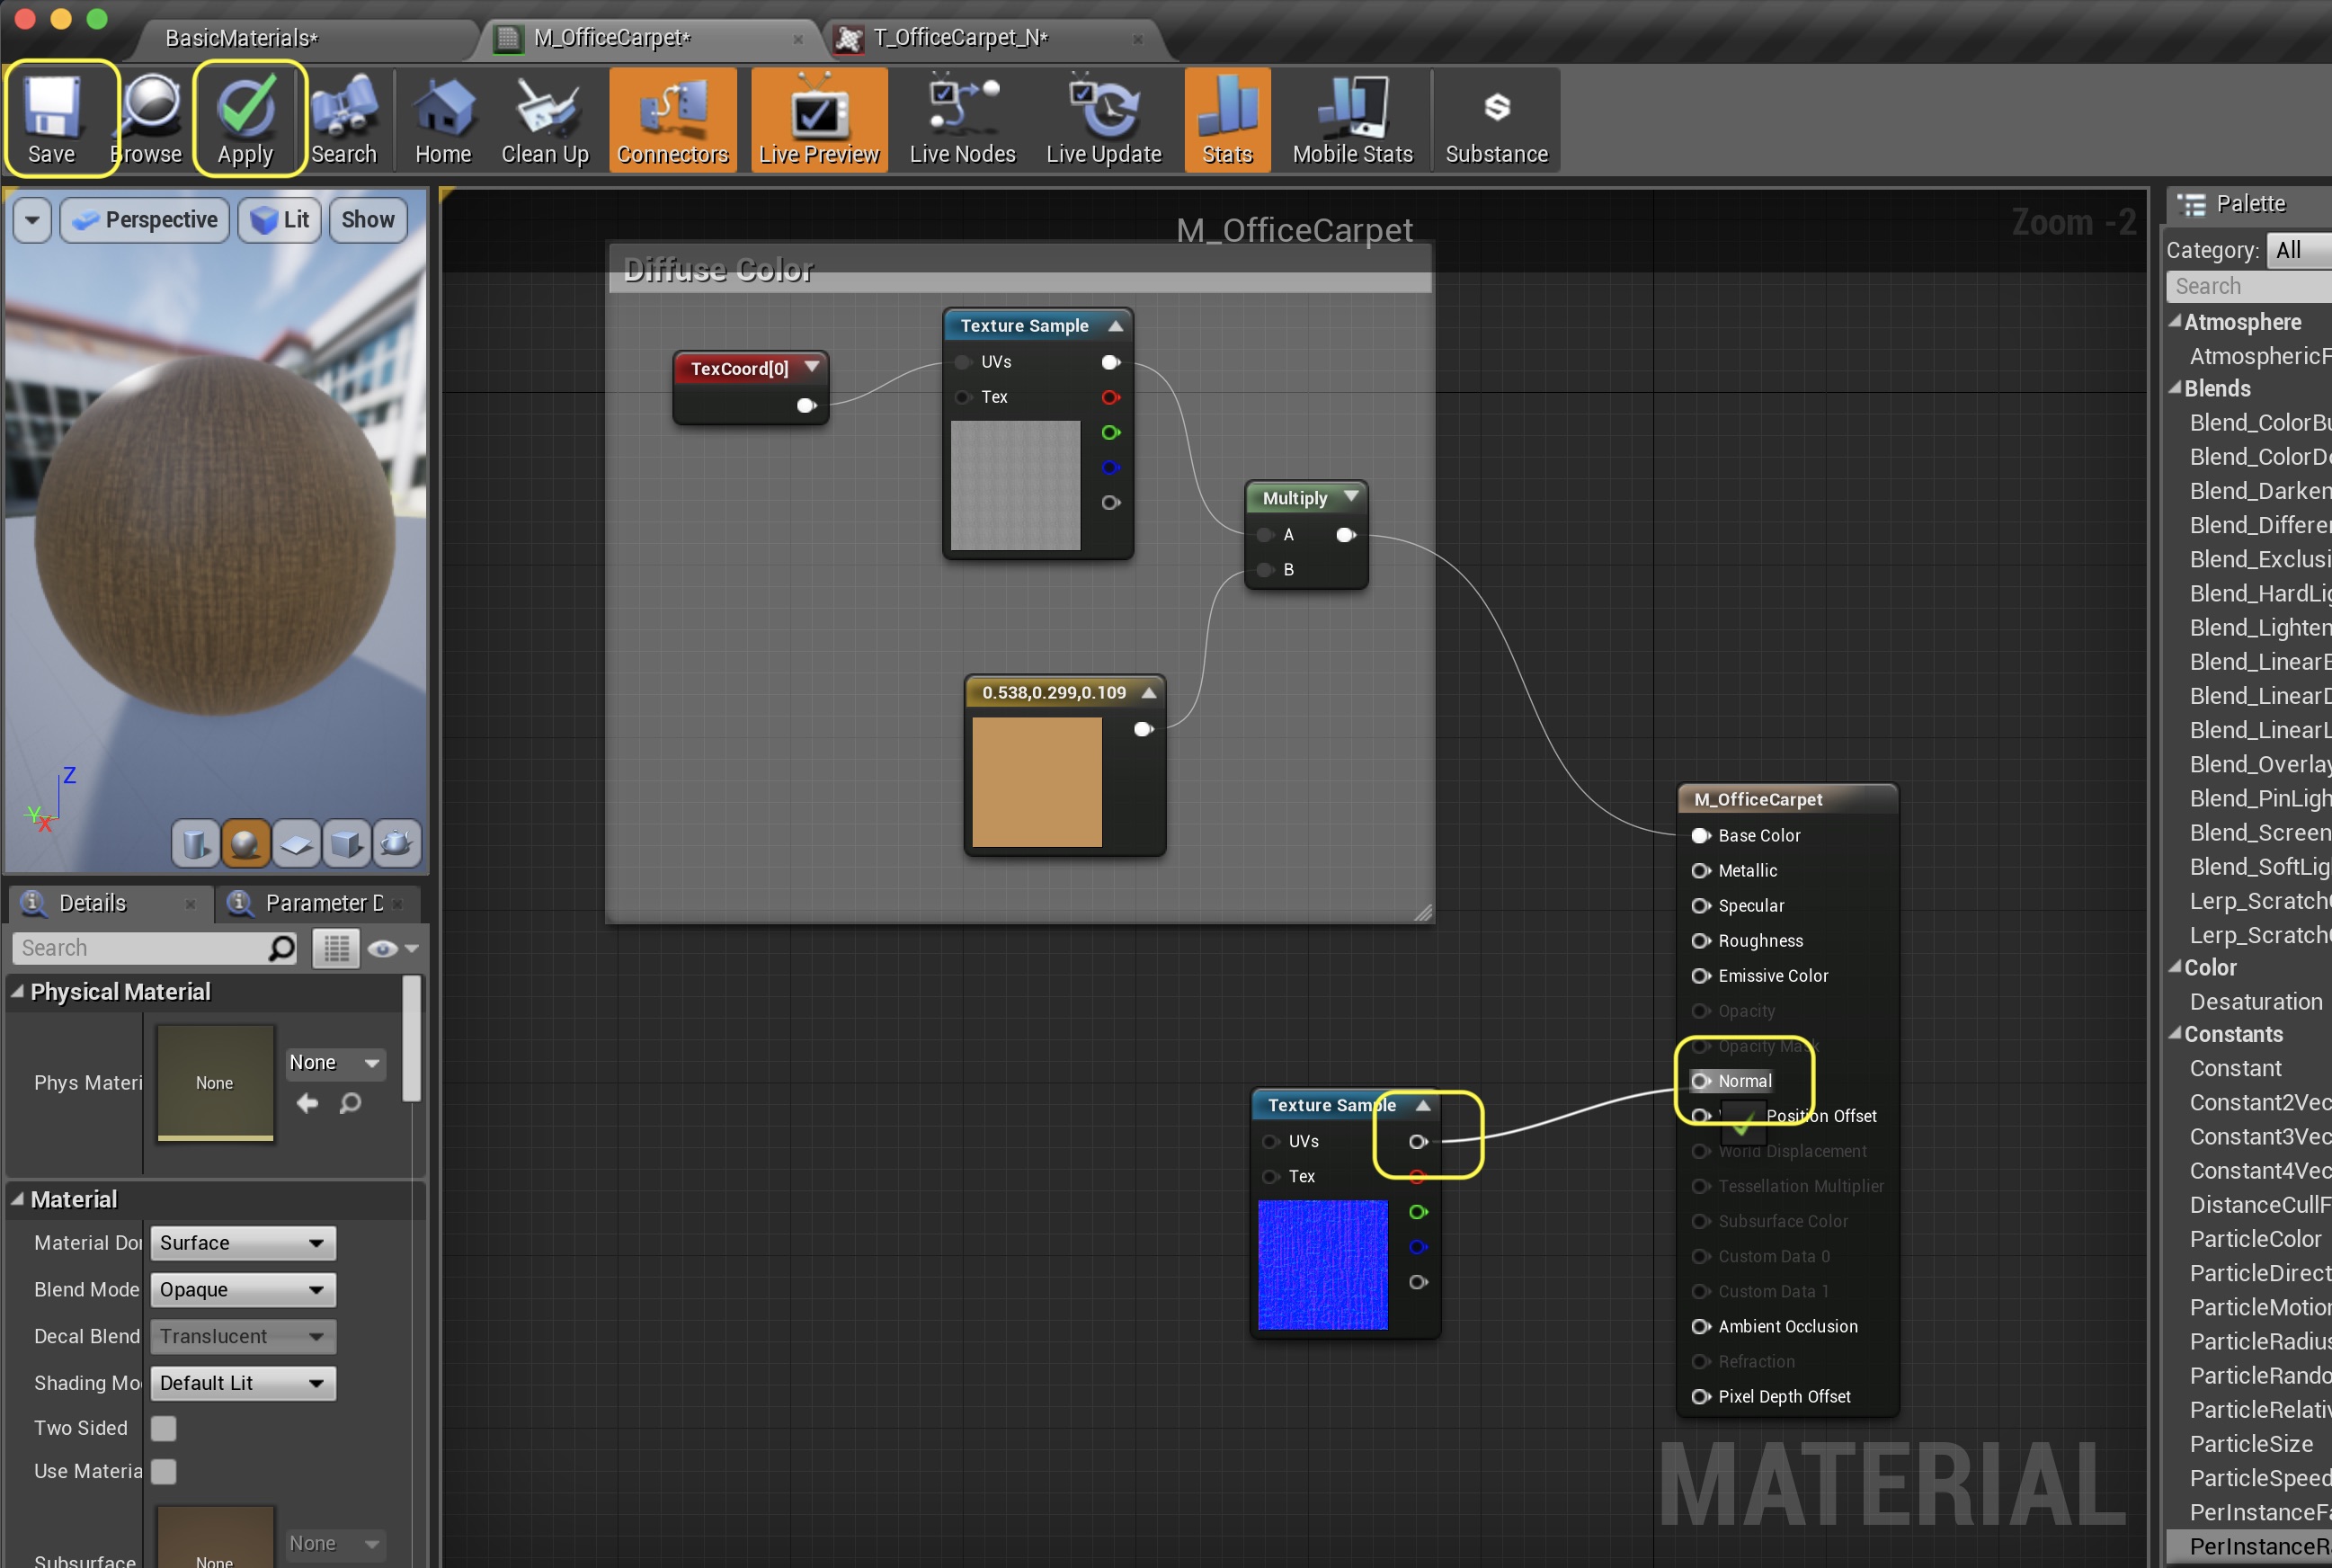 BasicMaterials*
M_OfficeCarpet*
T_OfficeCarpet_N*
Save
Browse
Apply
Search
Home
Clean Up
Connectors
Live Preview
Live Nodes
Live Update
Stats
Mobile Stats
Substance
Perspective
Lit
Show
Z
Y
X
Details
Parameter D
Search
Physical Material
Phys Materi
None
None
Material
Material Do
Surface
Blend Mode
Opaque
Decal Blend
Translucent
Shading Mo
Default Lit
Two Sided
Use Materia
Subsurface
None
None
M_OfficeCarpet
Zoom -2
Diffuse Color
TexCoord[0]
Texture Sample
UVs
Tex
Multiply
A
B
0.538,0.299,0.109
Texture Sample
UVs
Tex
M_OfficeCarpet
Base Color
Metallic
Specular
Roughness
Emissive Color
Opacity
Opacity Mask
Normal
Position Offset
World Displacement
Tessellation Multiplier
Subsurface Color
Custom Data 0
Custom Data 1
Ambient Occlusion
Refraction
Pixel Depth Offset
MATERIAL
Palette
Category: All
Search
Atmosphere
AtmosphericF
Blends
Blend_ColorBu
Blend_ColorDo
Blend_Darken
Blend_Differen
Blend_Exclusi
Blend_HardLig
Blend_Lighten
Blend_LinearB
Blend_LinearD
Blend_LinearL
Blend_Overlay
Blend_PinLigh
Blend_Screen
Blend_SoftLig
Lerp_Scratch
Lerp_Scratch
Color
Desaturation
Constants
Constant
Constant2Vec
Constant3Vec
Constant4Vec
DistanceCullF
ParticleColor
ParticleDirect
ParticleMotion
ParticleRadius
ParticleRando
ParticleRelativ
ParticleSize
ParticleSpeed
PerInstanceFa
PerInstanceRa